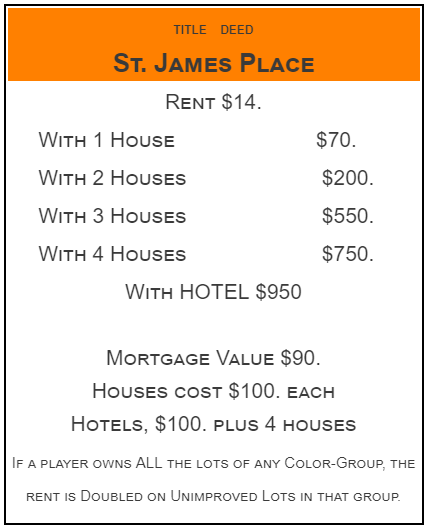 TITLE DEED
ST. JAMES PLACE
RENT $14.
WITH 1 HOUSE $70.
WITH 2 HOUSES $200.
WITH 3 HOUSES $550.
WITH 4 HOUSES $750.
WITH HOTEL $950
MORTGAGE VALUE $90.
HOUSES COST $100. EACH
HOTELS, $100. PLUS 4 HOUSES
IF A PLAYER OWNS ALL THE LOTS OF ANY COLOR-GROUP, THE
RENT IS DOUBLED ON UNIMPROVED LOTS IN THAT GROUP.